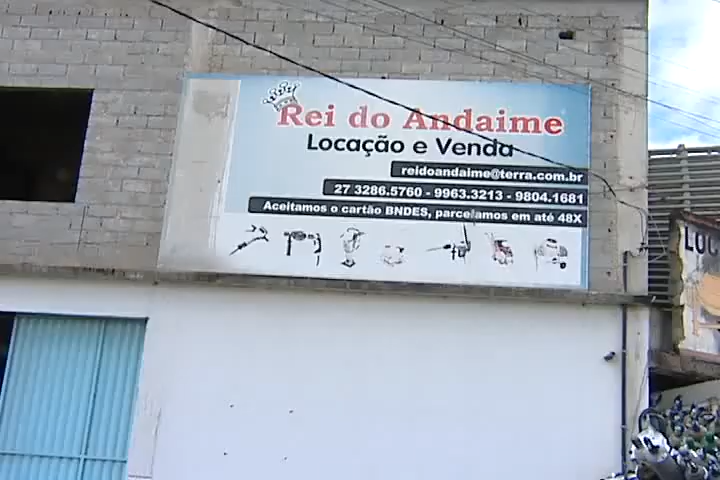 Rei do Andaime
Locação e Venda
reidoandaime@terra.com.br
27 3286.5760 - 9963.3213 - 9804.1681
Aceitamos o cartão BNDES, parcelamos em até 48X